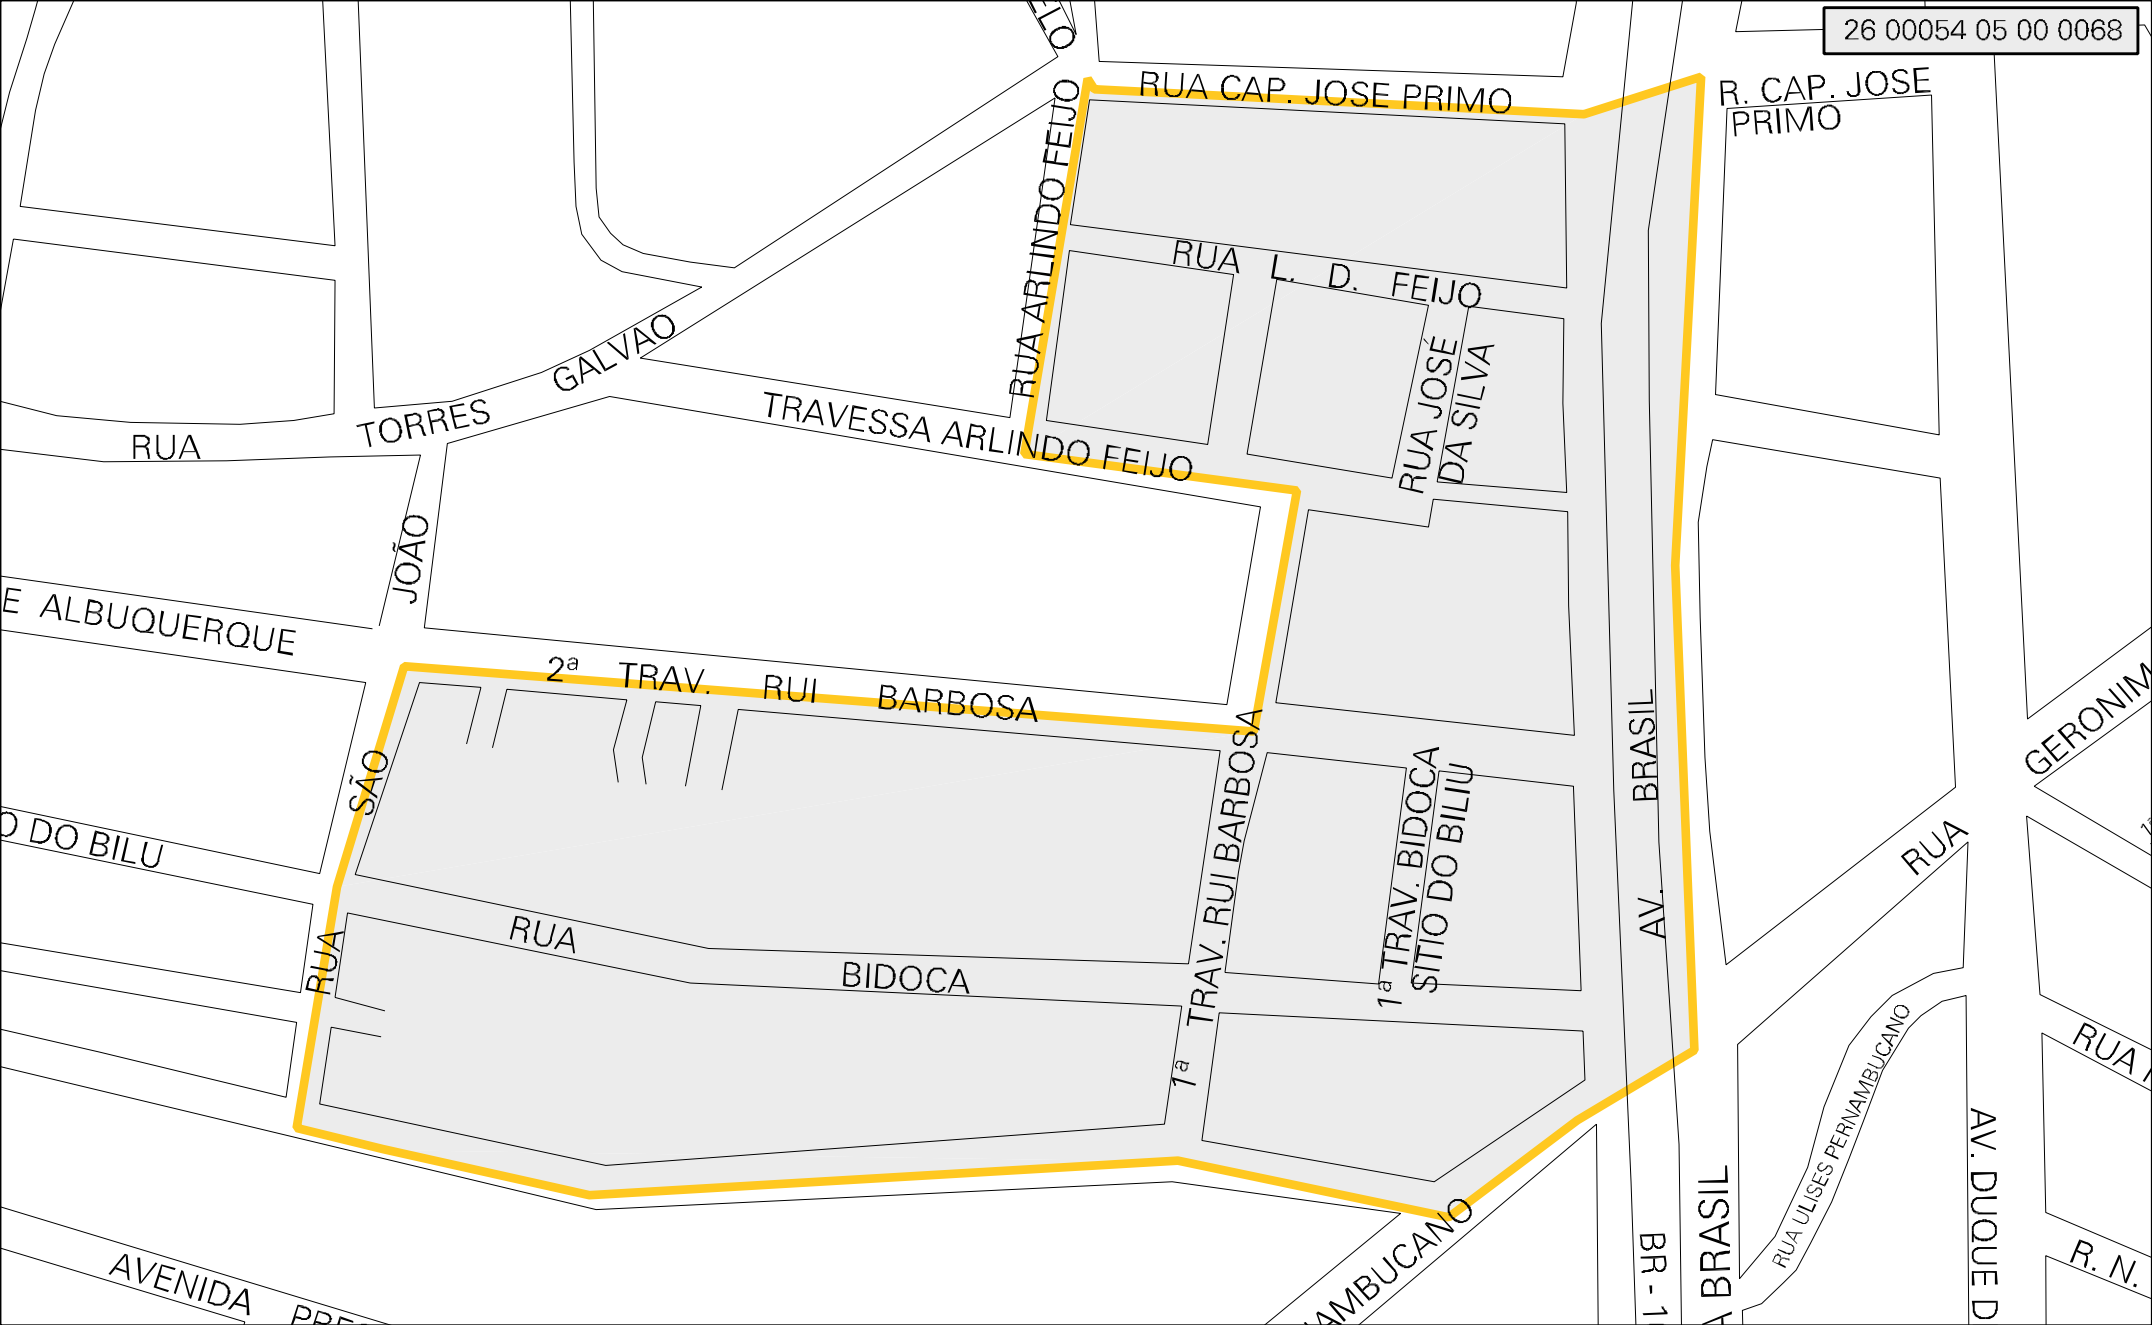 26 00054 05 00 0068
RUA CAP. JOSE PRIMO
R. CAP. JOSE
PRIMO
RUA ARLINDO FEIJO
RUA L. D. FEIJO
RUA JOSÉ
DA SILVA
RUA TORRES GALVAO
TRAVESSA ARLINDO FEIJO
RUA SÃO JOÃO
E ALBUQUERQUE
2ª TRAV. RUI BARBOSA
1ª TRAV. RUI BARBOSA
1ª TRAV. BIDOCA
SITIO DO BILIU
AV. BRASIL
O DO BILU
RUA BIDOCA
RUA GERONIM
RUA ULISES PERNAMBUCANO
AMBUCANO
AVENIDA
BR - 1
A BRASIL
AV. DUQUE D
RUA
R. N.